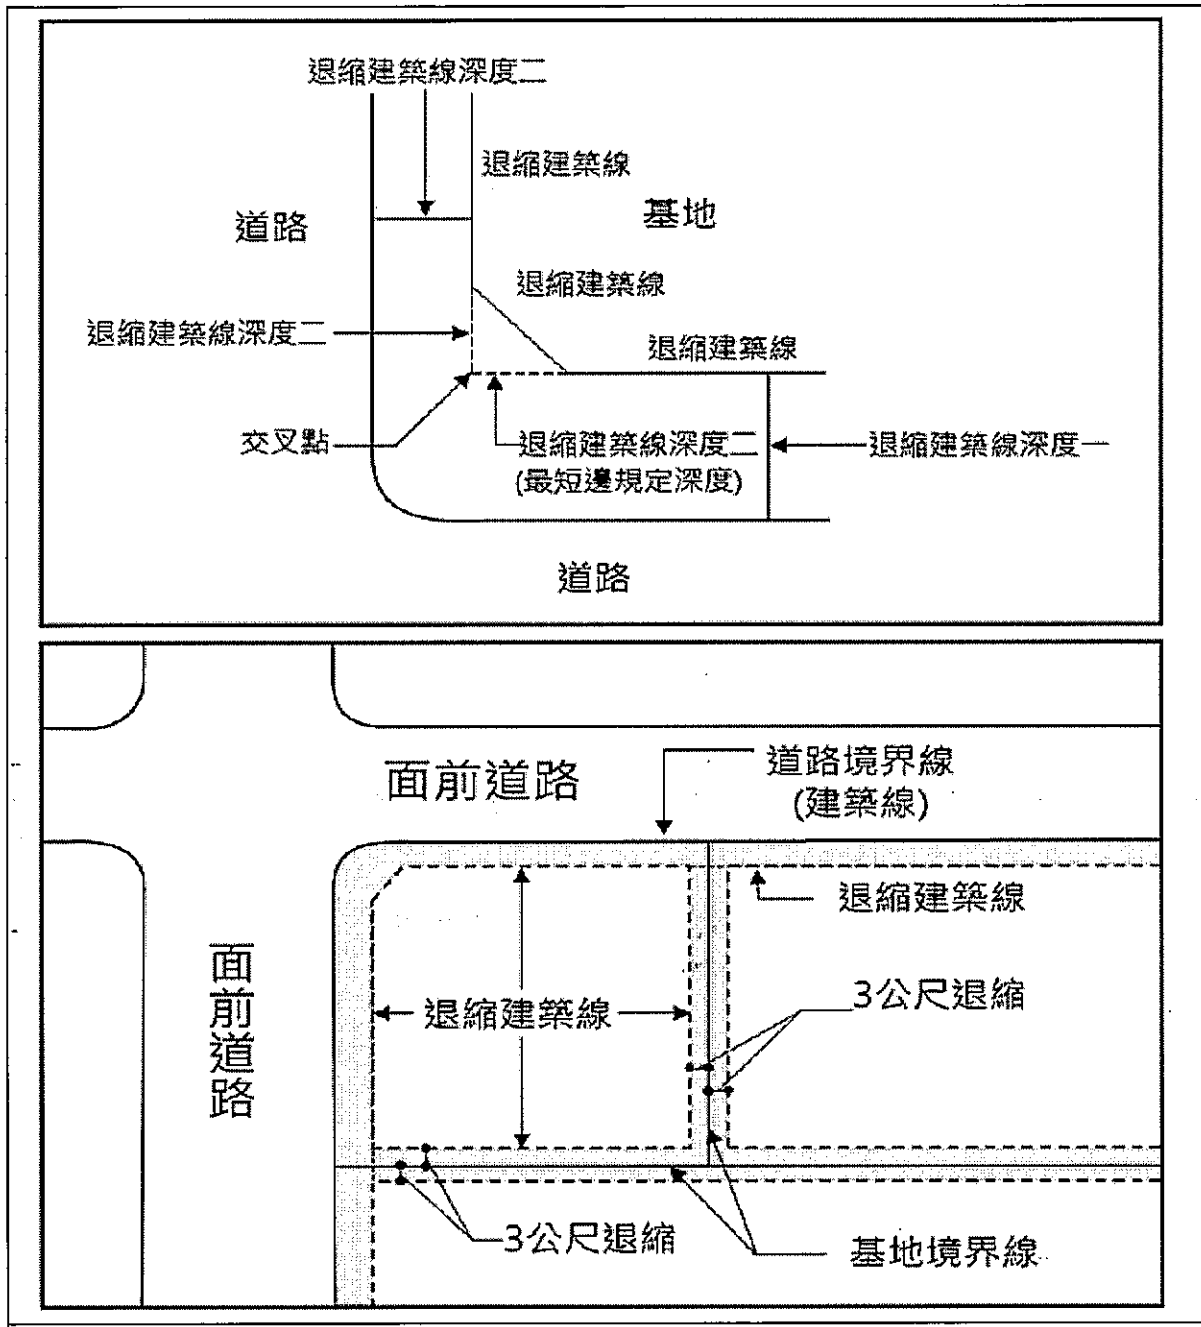 退縮建築線深度二
退縮建築線
道路
基地
退縮建築線
退縮建築線深度二
退縮建築線
交叉點
退縮建築線深度二
(最短邊規定深度)
退縮建築線深度一
道路
面前道路
道路境界線
(建築線)
退縮建築線
面前道路
退縮建築線
3公尺退縮
3公尺退縮
基地境界線